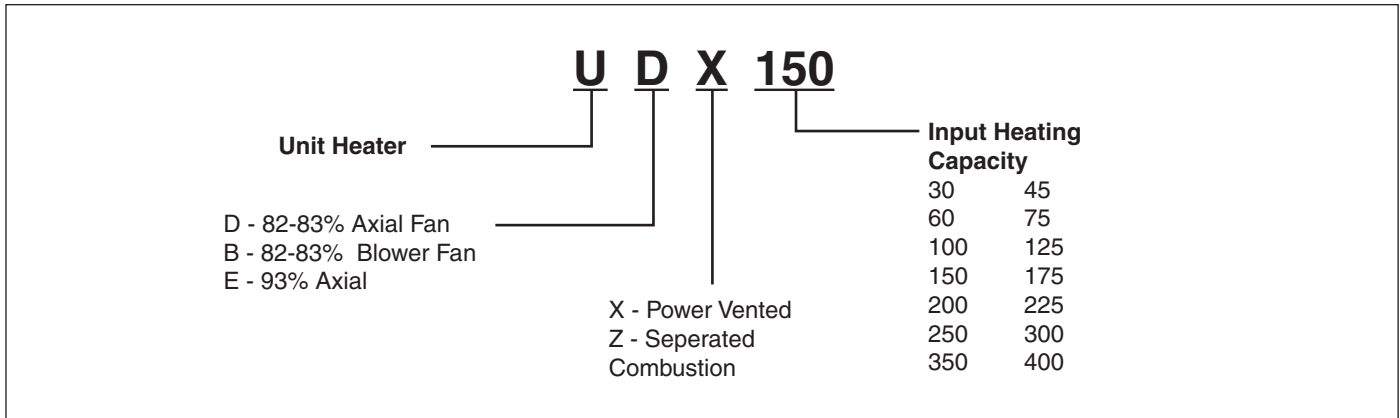 U D X 150
Unit Heater
D - 82-83% Axial Fan
B - 82-83% Blower Fan
E - 93% Axial
X - Power Vented
Z - Seperated
Combustion
Input Heating
Capacity
30 45
60 75
100 125
150 175
200 225
250 300
350 400